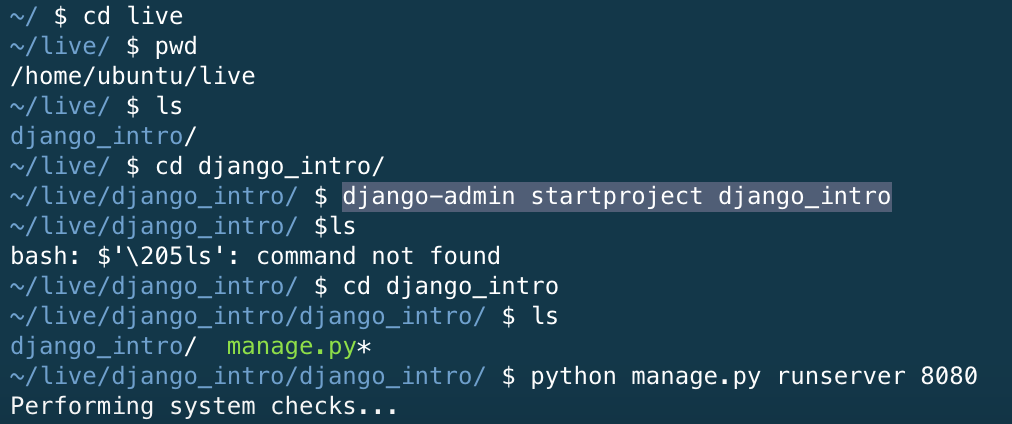 ~/ $ cd live
~/live/ $ pwd
/home/ubuntu/live
~/live/ $ ls
django_intro/
~/live/ $ cd django_intro/
~/live/django_intro/ $ django-admin startproject django_intro
~/live/django_intro/ $ls
bash: $'\205ls': command not found
~/live/django_intro/ $ cd django_intro
~/live/django_intro/django_intro/ $ ls
django_intro/  manage.py*
~/live/django_intro/django_intro/ $ python manage.py runserver 8080
Performing system checks...